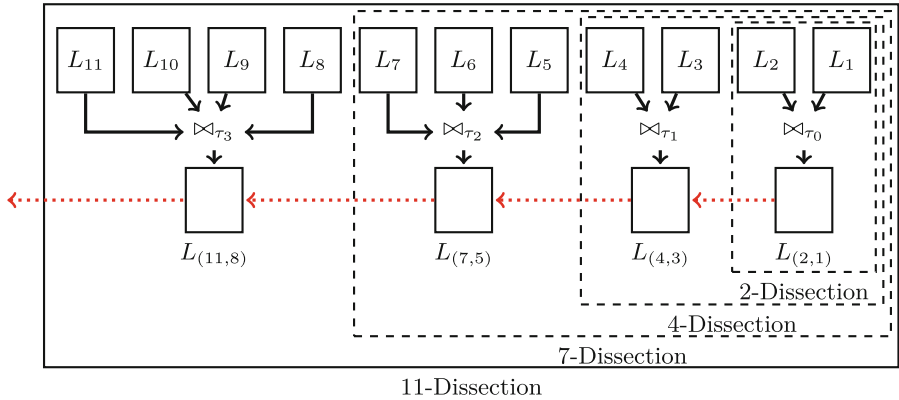 L₁₁ L₁₀ L₉ L₈ L₇ L₆ L₅ L₄ L₃ L₂ L₁
⋈τ₃ ⋈τ₂ ⋈τ₁ ⋈τ₀
L₍₁₁,₈₎ L₍₇,₅₎ L₍₄,₃₎ L₍₂,₁₎
2-Dissection
4-Dissection
7-Dissection
11-Dissection